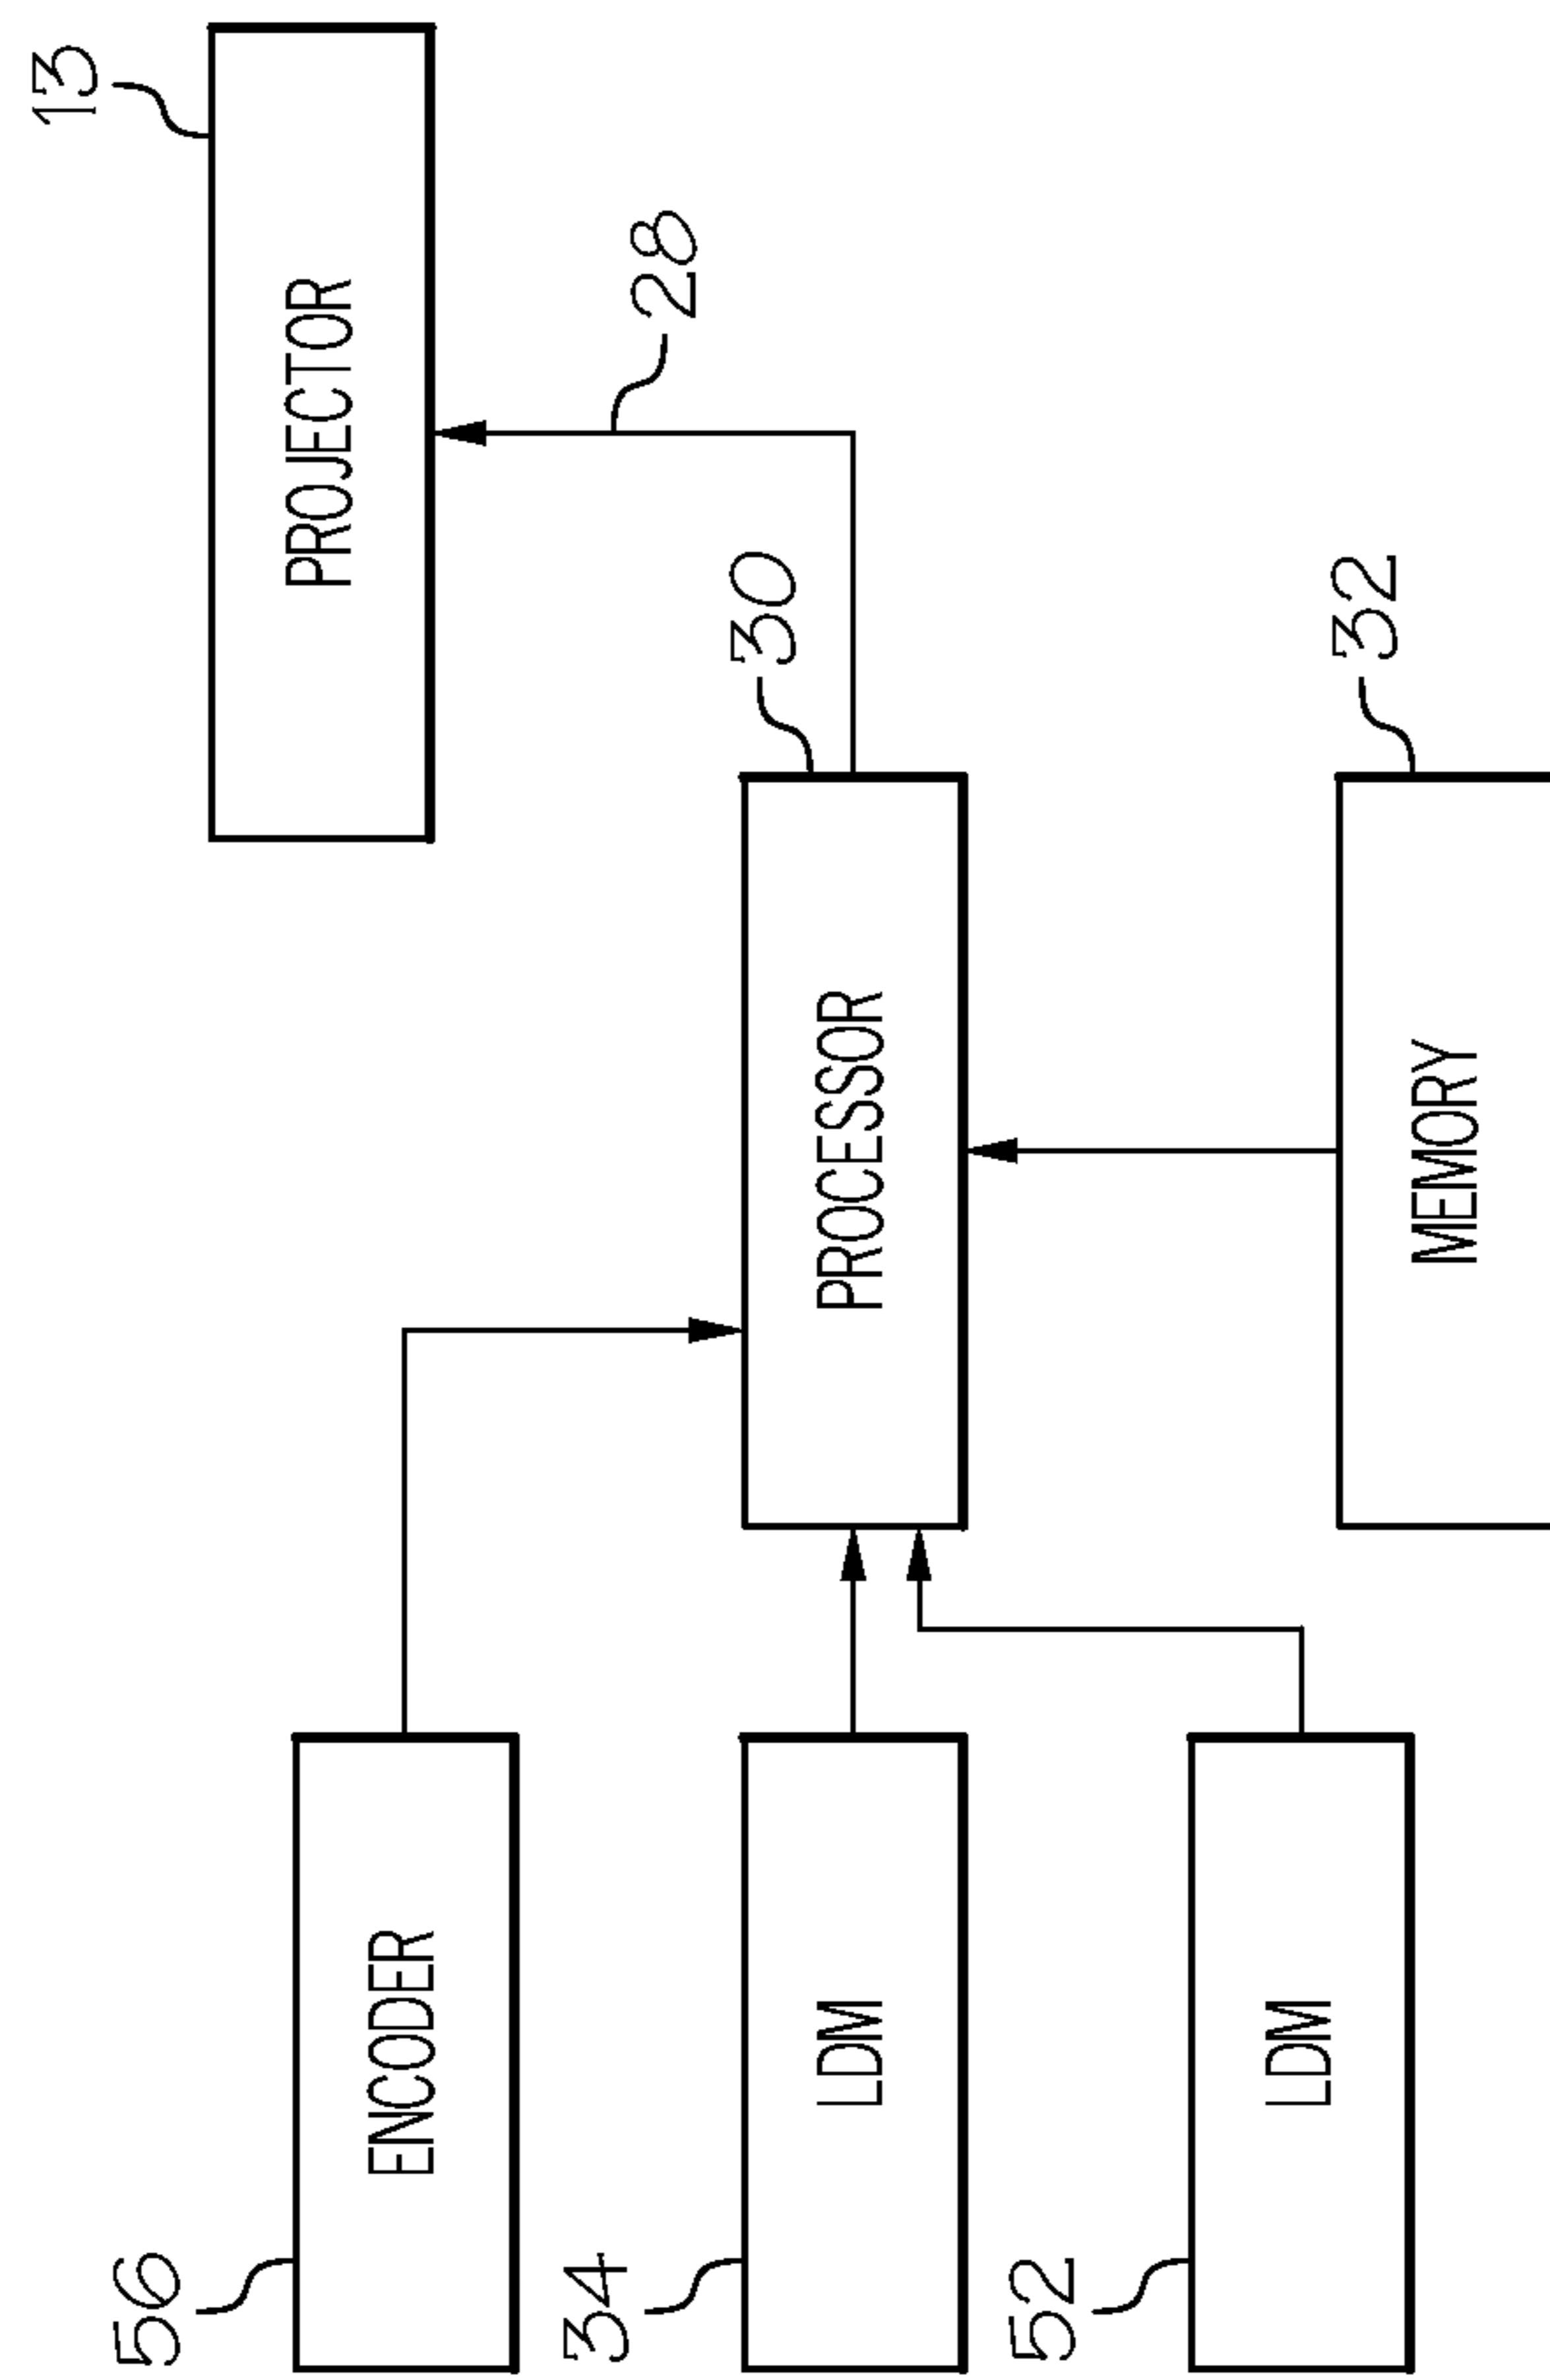 13
PROJECTOR
28
56
ENCODER
30
34
LDM
PROCESSOR
52
LDM
32
MEMORY